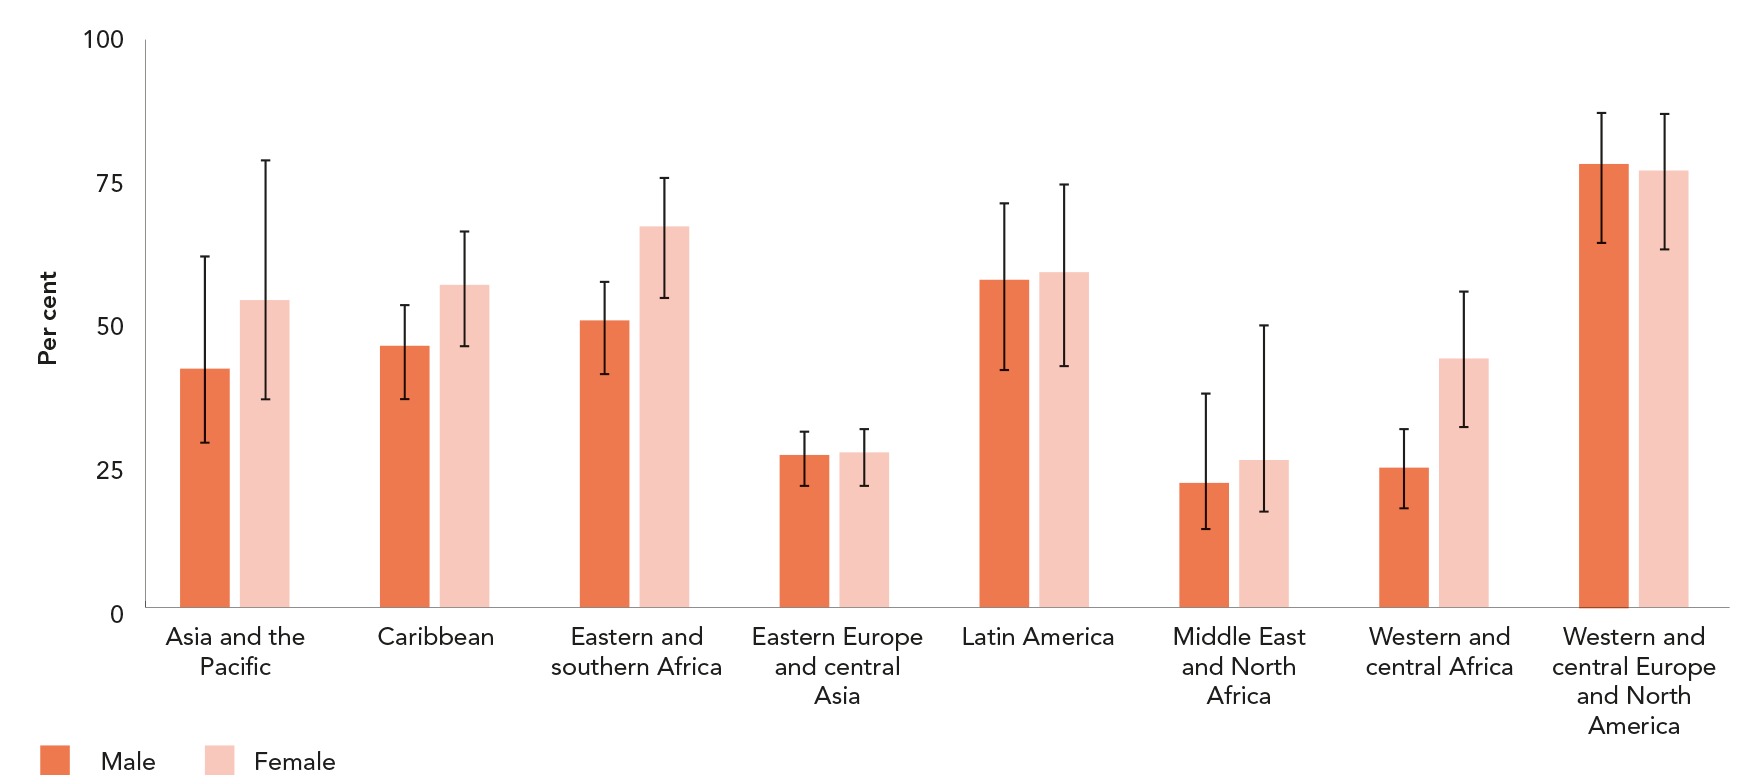 100
75
50
25
0
Per cent
Asia and the
Pacific
Caribbean
Eastern and
southern Africa
Eastern Europe
and central
Asia
Latin America
Middle East
and North
Africa
Western and
central Africa
Western and
central Europe
and North
America
Male
Female